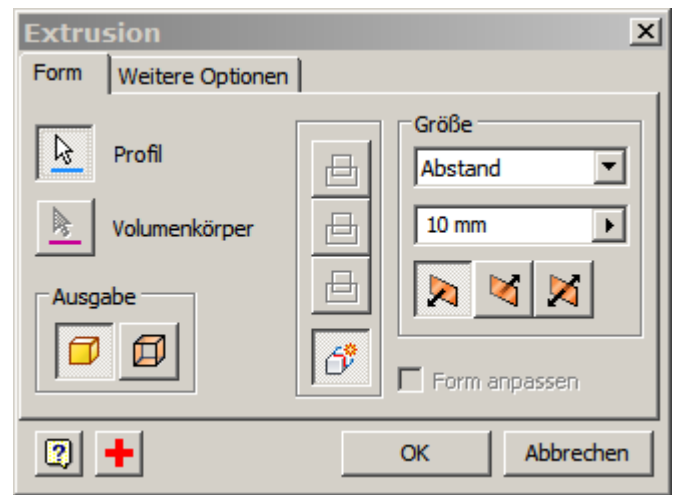 Extrusion
Form
Weitere Optionen
Profil
Volumenkörper
Ausgabe
Größe
Abstand
10 mm
Form anpassen
OK
Abbrechen